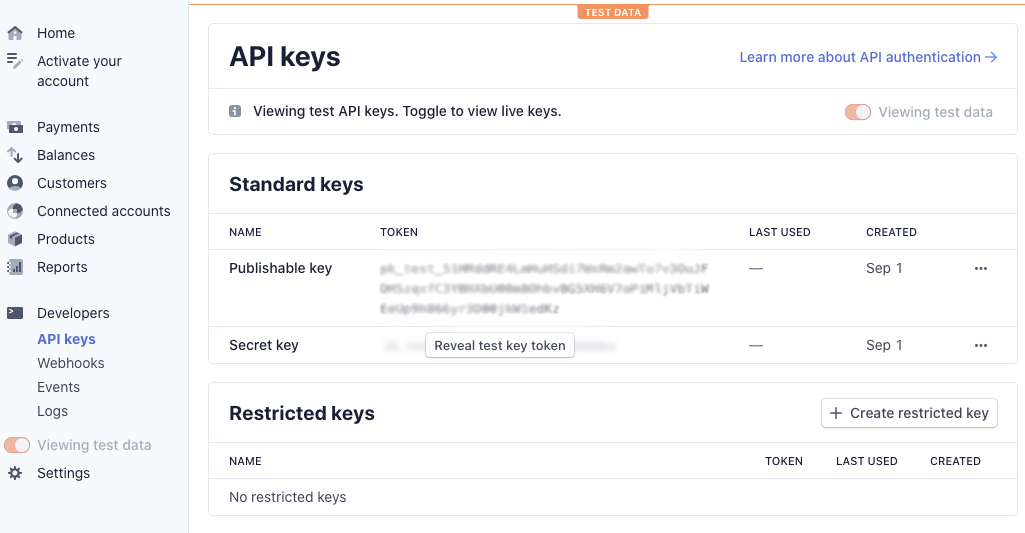 TEST DATA
Home
Activate your
account
Payments
Balances
Customers
Connected accounts
Products
Reports
Developers
API keys
Webhooks
Events
Logs
Viewing test data
Settings
API keys
Learn more about API authentication →
Viewing test API keys. Toggle to view live keys.
Viewing test data
Standard keys
NAME TOKEN LAST USED CREATED
Publishable key — Sep 1 ···
Secret key Reveal test key token — Sep 1 ···
Restricted keys
+ Create restricted key
NAME TOKEN LAST USED CREATED
No restricted keys